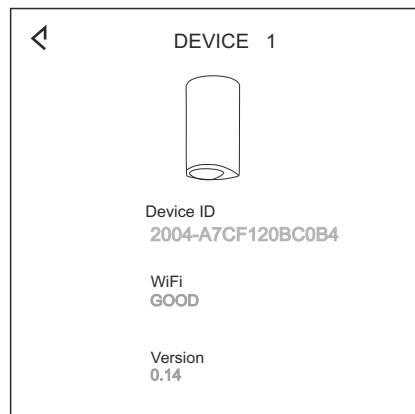 DEVICE 1
Device ID
2004-A7CF120BC0B4
WiFi
GOOD
Version
0.14